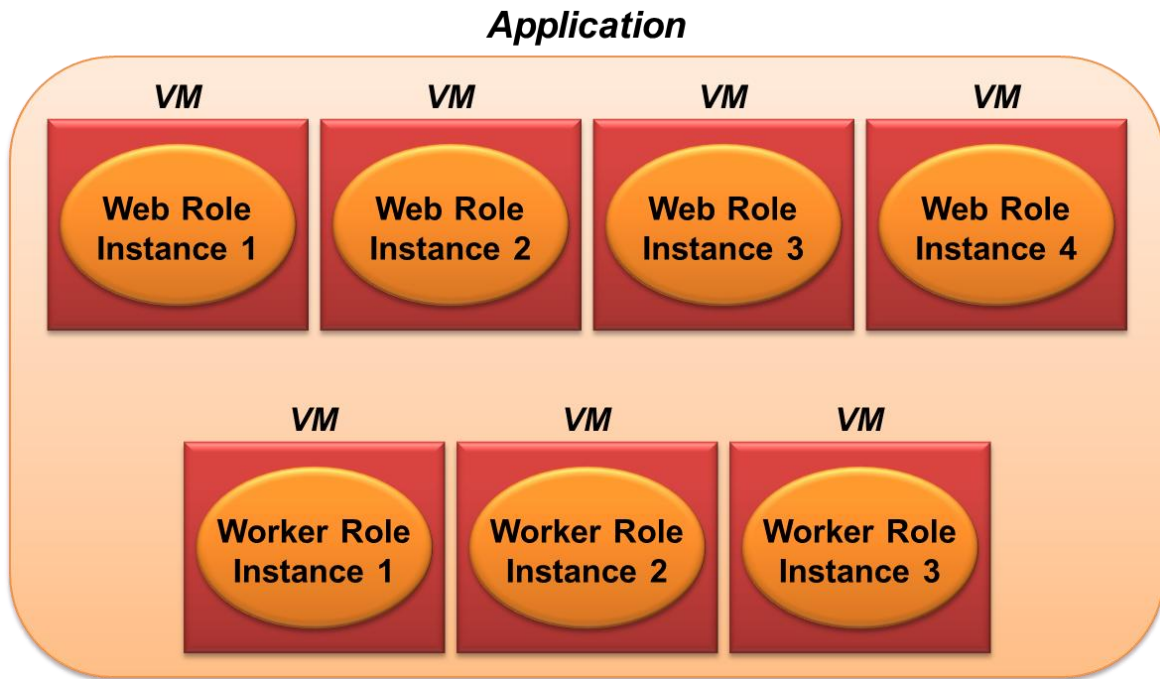 Application
VM VM VM VM
Web Role Web Role Web Role Web Role
Instance 1 Instance 2 Instance 3 Instance 4
VM VM VM
Worker Role Worker Role Worker Role
Instance 1 Instance 2 Instance 3